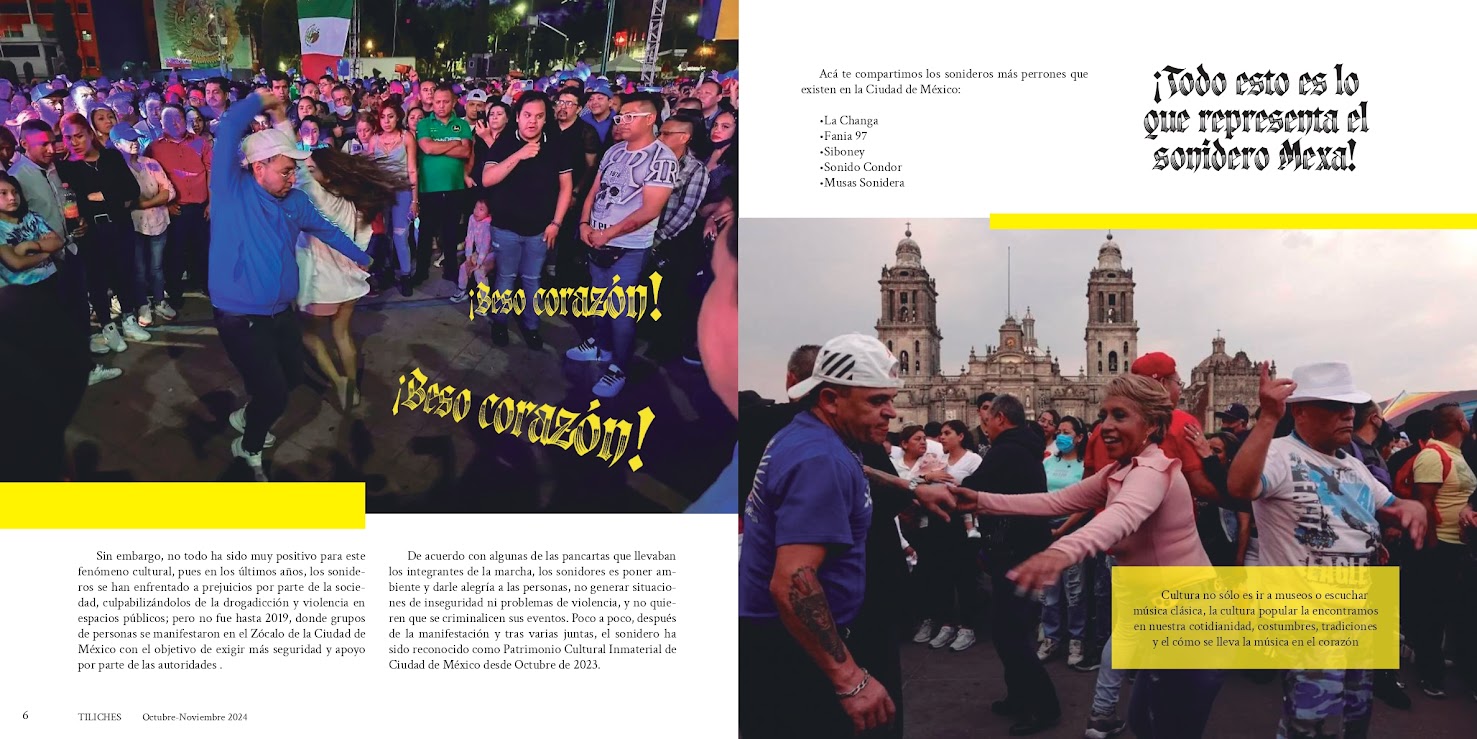 ¡Beso corazón!
¡Beso corazón!
Sin embargo, no todo ha sido muy positivo para este
fenómeno cultural, pues en los últimos años, los sonide-
ros se han enfrentado a prejuicios por parte de la socie-
dad, culpabilizándolos de la drogadicción y violencia en
espacios públicos; pero no fue hasta 2019, donde grupos
de personas se manifestaron en el Zócalo de la Ciudad de
México con el objetivo de exigir más seguridad y apoyo
por parte de las autoridades .
De acuerdo con algunas de las pancartas que llevaban
los integrantes de la marcha, los sonidores es poner am-
biente y darle alegría a las personas, no generar situacio-
nes de inseguridad ni problemas de violencia, y no quie-
ren que se criminalicen sus eventos. Poco a poco, después
de la manifestación y tras varias juntas, el sonidero ha
sido reconocido como Patrimonio Cultural Inmaterial de
Ciudad de México desde Octubre de 2023.
6 TILICHES Octubre-Noviembre 2024
Acá te compartimos los sonideros más perrones que
existen en la Ciudad de México:
•La Changa
•Fania 97
•Siboney
•Sonido Condor
•Musas Sonidera
¡Todo esto es lo
que representa el
sonidero Mexa!
Cultura no sólo es ir a museos o escuchar
música clásica, la cultura popular la encontramos
en nuestra cotidianidad, costumbres, tradiciones
y el cómo se lleva la música en el corazón